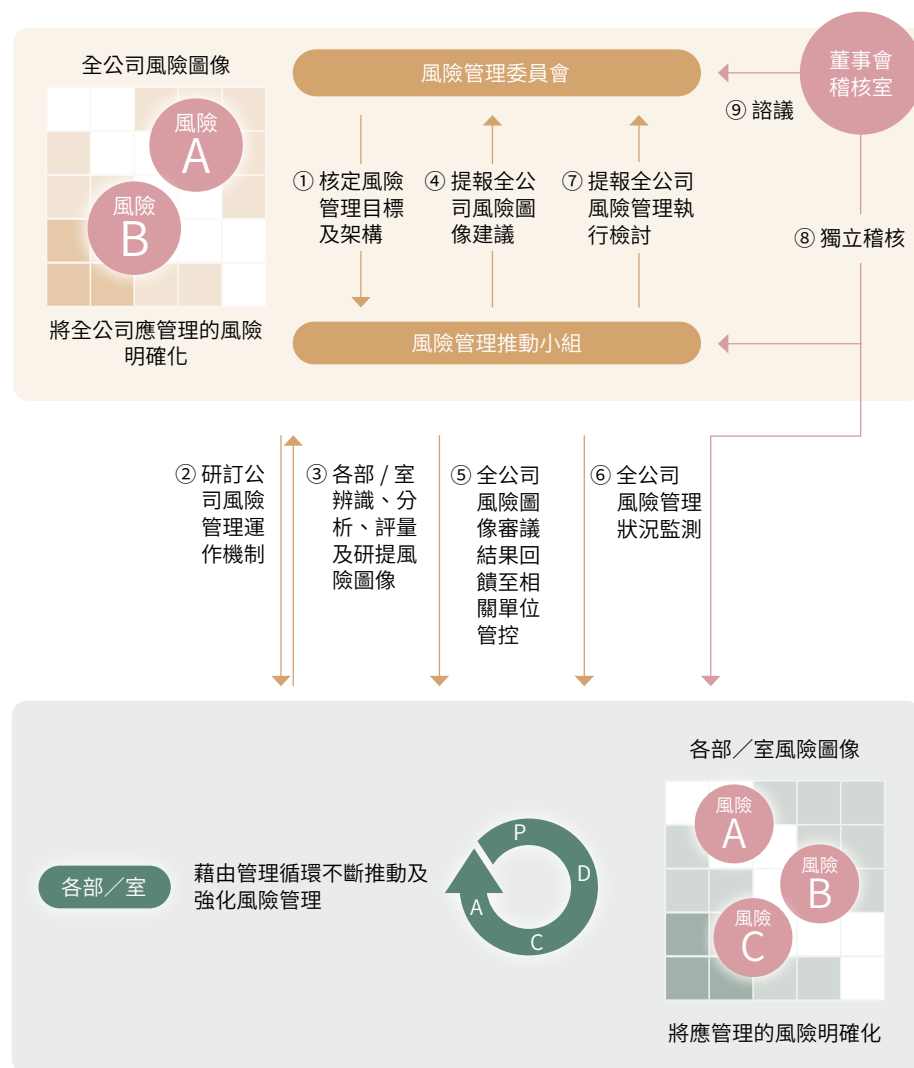 全公司風險圖像
風險
A
風險
B
將全公司應管理的風險
明確化
風險管理委員會
董事會
稽核室
⑨ 諮議
① 核定風險
管理目標
及架構
④ 提報全公
司風險圖
像建議
⑦ 提報全公司
風險管理執
行檢討
⑧ 獨立稽核
風險管理推動小組
② 研訂公
司風險
管理運
作機制
③ 各部 / 室
辨識、分
析、評量
及研提風
險圖像
⑤ 全公司
風險圖
像審議
結果回
饋至相
關單位
管控
⑥ 全公司
風險管理
狀況監測
各部／室
藉由管理循環不斷推動及
強化風險管理
P
D
C
A
各部／室風險圖像
風險
A
風險
B
風險
C
將應管理的風險明確化